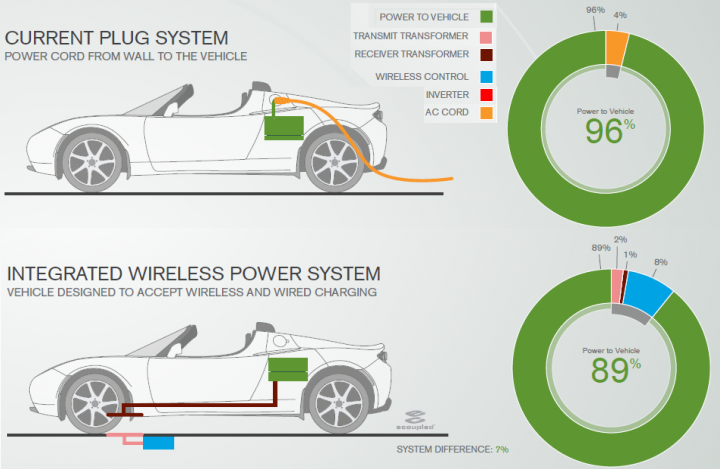 CURRENT PLUG SYSTEM
POWER CORD FROM WALL TO THE VEHICLE
POWER TO VEHICLE
TRANSMIT TRANSFORMER
RECEIVER TRANSFORMER
WIRELESS CONTROL
INVERTER
AC CORD
96%
4%
Power to Vehicle
96%
INTEGRATED WIRELESS POWER SYSTEM
VEHICLE DESIGNED TO ACCEPT WIRELESS AND WIRED CHARGING
89%
2%
1%
8%
Power to Vehicle
89%
ecoupled
SYSTEM DIFFERENCE: ?%